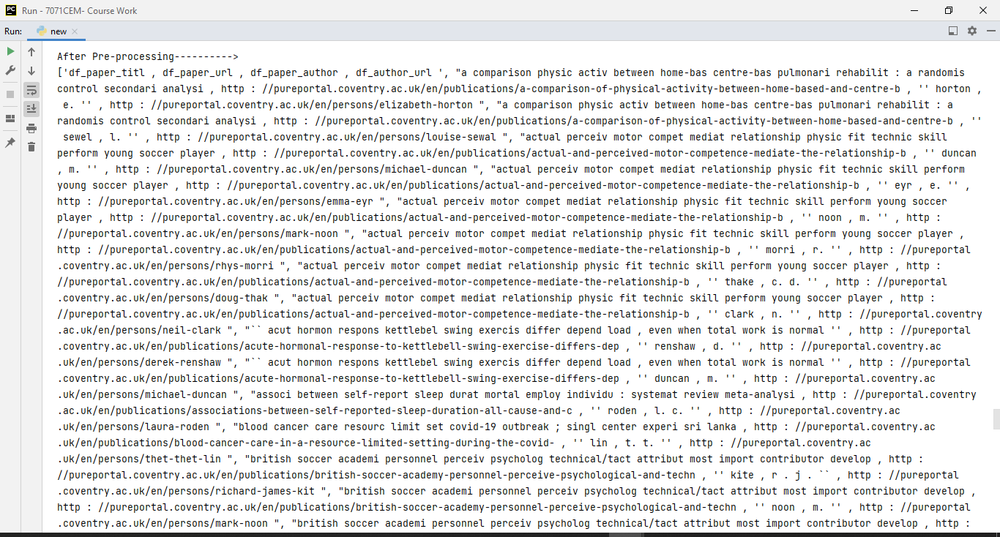 Run - 7071CEM- Course Work
Run: new
After Pre-processing---------->
['df_paper_titl , df_paper_url , df_paper_author , df_author_url ', "a comparison physic activ between home-bas centre-bas pulmonari rehabilit : a randomis
control secondari analysi , http : //pureportal.coventry.ac.uk/en/publications/a-comparison-of-physical-activity-between-home-based-and-centre-b , '' horton ,
e. '' , http : //pureportal.coventry.ac.uk/en/persons/elizabeth-horton ", "a comparison physic activ between home-bas centre-bas pulmonari rehabilit : a
randomis control secondari analysi , http : //pureportal.coventry.ac.uk/en/publications/a-comparison-of-physical-activity-between-home-based-and-centre-b , ''
sewel , l. '' , http : //pureportal.coventry.ac.uk/en/persons/louise-sewal ", "actual perceiv motor compet mediat relationship physic fit technic skill
perform young soccer player , http : //pureportal.coventry.ac.uk/en/publications/actual-and-perceived-motor-competence-mediate-the-relationship-b , '' duncan
, m. '' , http : //pureportal.coventry.ac.uk/en/persons/michael-duncan ", "actual perceiv motor compet mediat relationship physic fit technic skill perform
young soccer player , http : //pureportal.coventry.ac.uk/en/publications/actual-and-perceived-motor-competence-mediate-the-relationship-b , '' eyr , e. '' ,
http : //pureportal.coventry.ac.uk/en/persons/emma-eyr ", "actual perceiv motor compet mediat relationship physic fit technic skill perform young soccer
player , http : //pureportal.coventry.ac.uk/en/publications/actual-and-perceived-motor-competence-mediate-the-relationship-b , '' noon , m. '' , http :
//pureportal.coventry.ac.uk/en/persons/mark-noon ", "actual perceiv motor compet mediat relationship physic fit technic skill perform young soccer player ,
http : //pureportal.coventry.ac.uk/en/publications/actual-and-perceived-motor-competence-mediate-the-relationship-b , '' morri , r. '' , http : //pureportal
.coventry.ac.uk/en/persons/rhys-morri ", "actual perceiv motor compet mediat relationship physic fit technic skill perform young soccer player , http :
//pureportal.coventry.ac.uk/en/publications/actual-and-perceived-motor-competence-mediate-the-relationship-b , '' thake , c. d. '' , http : //pureportal
.coventry.ac.uk/en/persons/doug-thak ", "actual perceiv motor compet mediat relationship physic fit technic skill perform young soccer player , http :
//pureportal.coventry.ac.uk/en/publications/actual-and-perceived-motor-competence-mediate-the-relationship-b , '' clark , n. '' , http : //pureportal.coventry
.ac.uk/en/persons/neil-clark ", "`` acut hormon respons kettlebel swing exercis differ depend load , even when total work is normal '' , http : //pureportal
.coventry.ac.uk/en/publications/acute-hormonal-response-to-kettlebell-swing-exercise-differs-dep , '' renshaw , d. '' , http : //pureportal.coventry.ac
.uk/en/persons/derek-renshaw ", "`` acut hormon respons kettlebel swing exercis differ depend load , even when total work is normal '' , http : //pureportal
.coventry.ac.uk/en/publications/acute-hormonal-response-to-kettlebell-swing-exercise-differs-dep , '' duncan , m. '' , http : //pureportal.coventry.ac
.uk/en/persons/michael-duncan ", "associ between self-report sleep durat mortal employ individu : systemat review meta-analysi , http : //pureportal.coventry
.ac.uk/en/publications/associations-between-self-reported-sleep-duration-all-cause-and-c , '' roden , l. c. '' , http : //pureportal.coventry.ac
.uk/en/persons/laura-roden ", "blood cancer care resourc limit set covid-19 outbreak ; singl center experi sri lanka , http : //pureportal.coventry.ac
.uk/en/publications/blood-cancer-care-in-a-resource-limited-setting-during-the-covid- , '' lin , t. t. '' , http : //pureportal.coventry.ac
.uk/en/persons/thet-thet-lin ", "british soccer academi personnel perceiv psycholog technical/tact attribut most import contributor develop , http :
//pureportal.coventry.ac.uk/en/publications/british-soccer-academy-personnel-perceive-psychological-and-techn , '' kite , r . j . `` , http : //pureportal
.coventry.ac.uk/en/persons/richard-james-kit ", "british soccer academi personnel perceiv psycholog technical/tact attribut most import contributor develop ,
http : //pureportal.coventry.ac.uk/en/publications/british-soccer-academy-personnel-perceive-psychological-and-techn , '' noon , m. '' , http : //pureportal
.coventry.ac.uk/en/persons/mark-noon ", "british soccer academi personnel perceiv psycholog technical/tact attribut most import contributor develop , http :